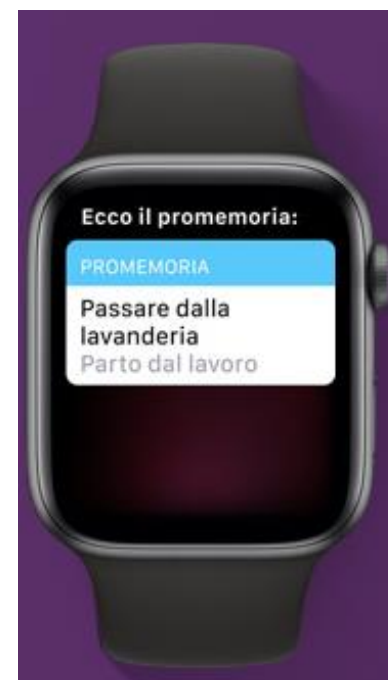 Ecco il promemoria:
PROMEMORIA
Passare dalla
lavanderia
Parto dal lavoro